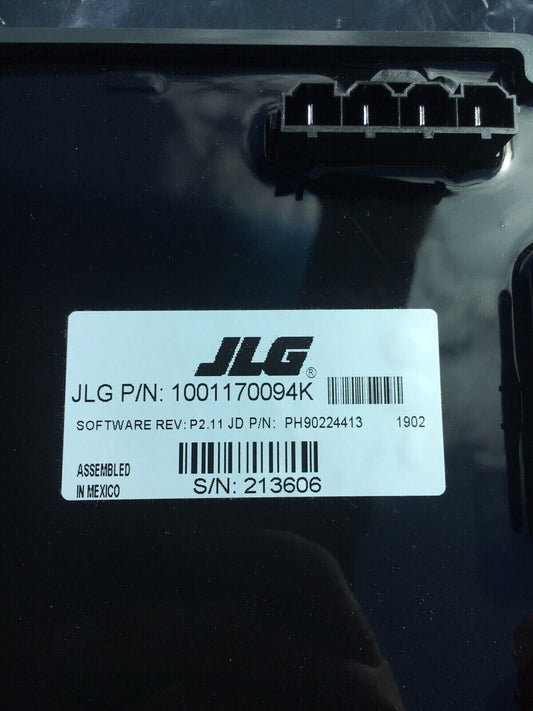 JLG®
JLG P/N: 1001170094K
SOFTWARE REV: P2.11 JD P/N: PH90224413 1902
ASSEMBLED
IN MEXICO
S/N: 213606